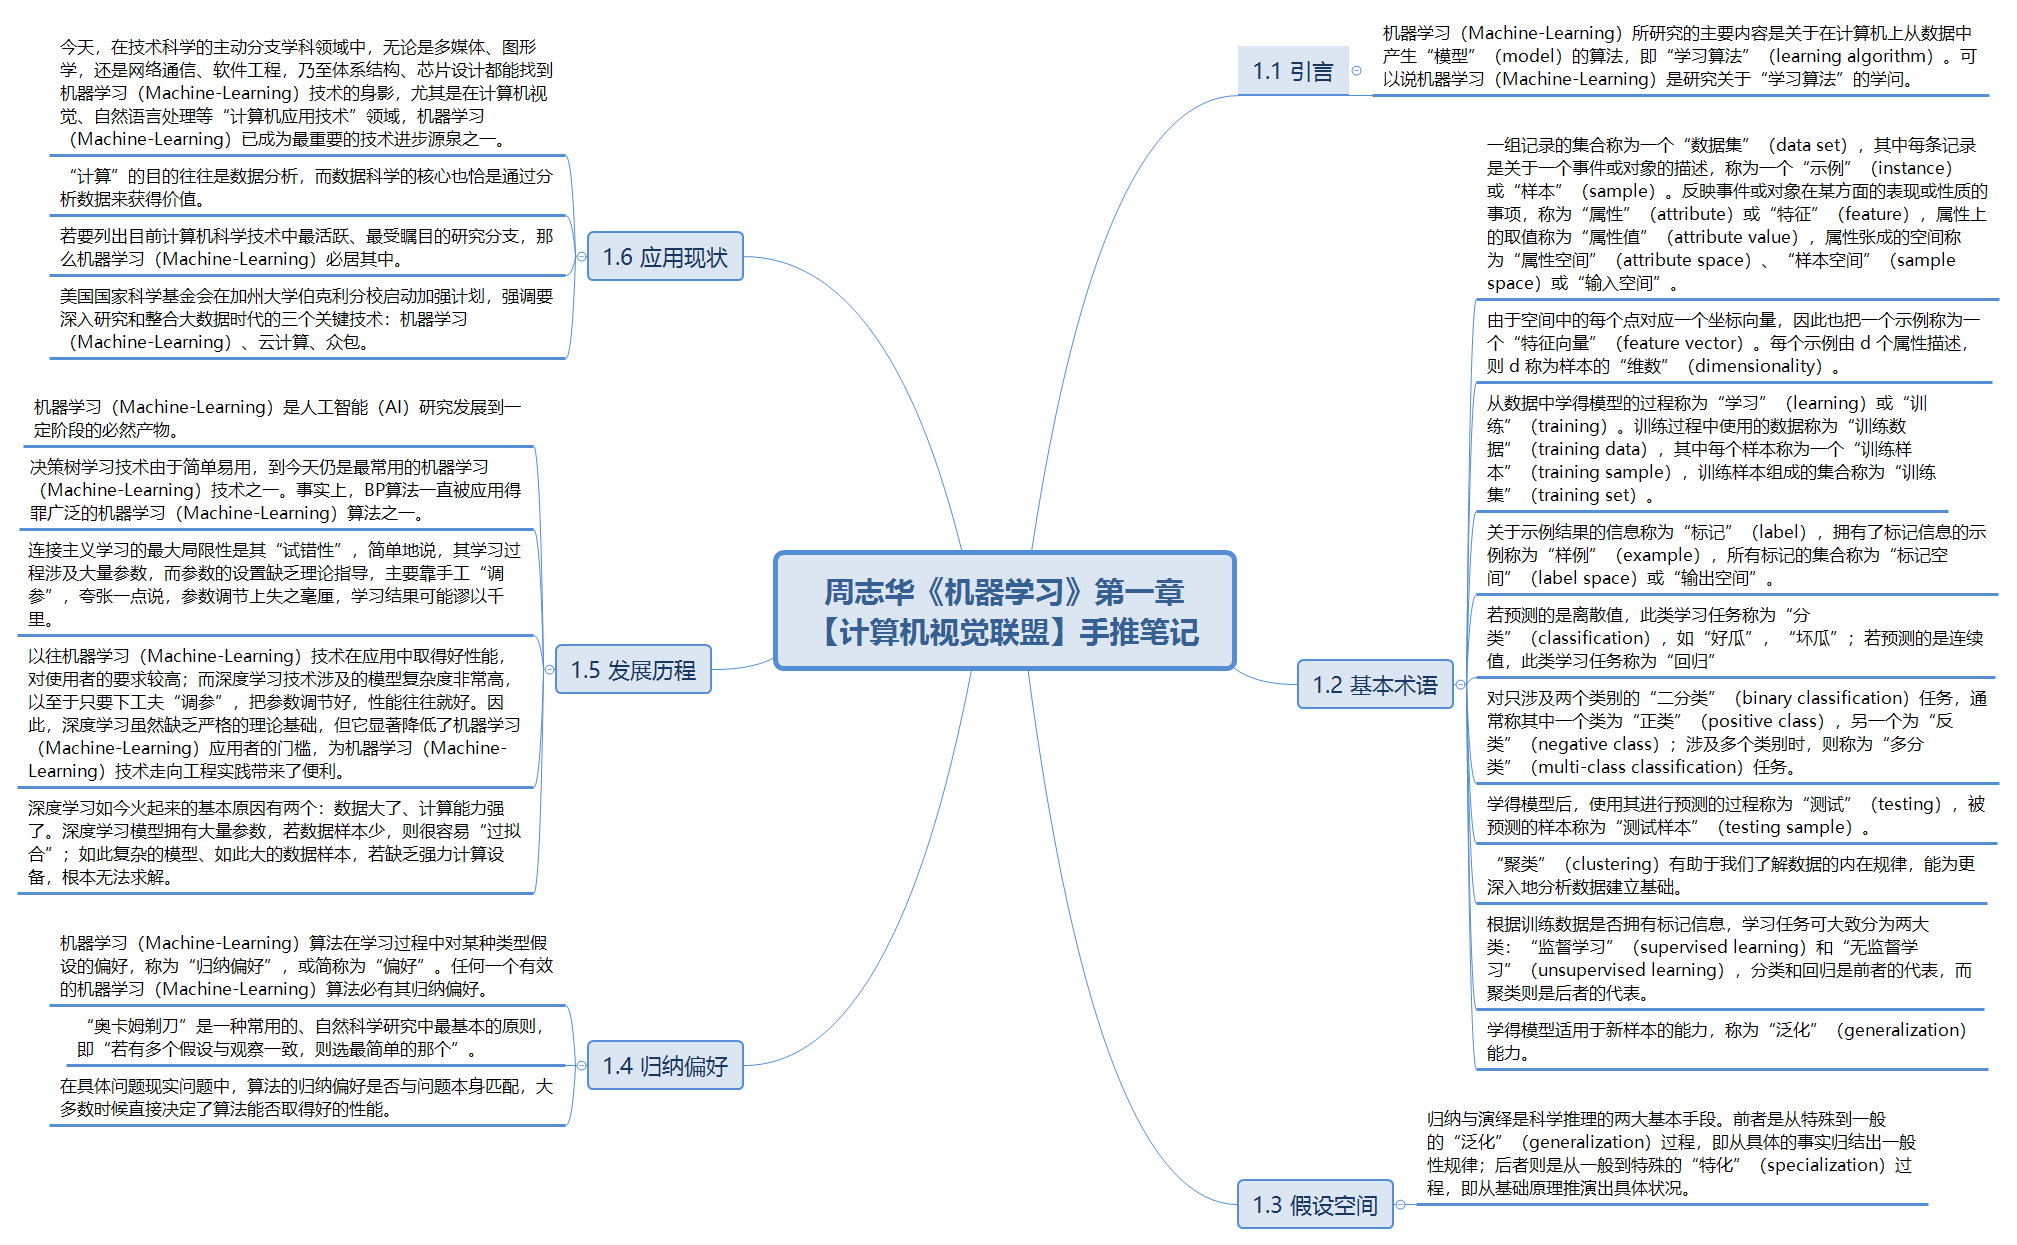 周志华《机器学习》第一章
【计算机视觉联盟】手推笔记
1.1 引言
机器学习（Machine-Learning）所研究的主要内容是关于在计算机上从数据中
产生“模型”（model）的算法，即“学习算法”（learning algorithm）。可
以说机器学习（Machine-Learning）是研究关于“学习算法”的学问。
1.2 基本术语
一组记录的集合称为一个“数据集”（data set），其中每条记录
是关于一个事件或对象的描述，称为一个“示例”（instance）
或“样本”（sample）。反映事件或对象在某方面的表现或性质的
事项，称为“属性”（attribute）或“特征”（feature），属性上
的取值称为“属性值”（attribute value），属性张成的空间称
为“属性空间”（attribute space）、“样本空间”（sample
space）或“输入空间”。
由于空间中的每个点对应一个坐标向量，因此也把一个示例称为一
个“特征向量”（feature vector）。每个示例由 d 个属性描述，
则 d 称为样本的“维数”（dimensionality）。
从数据中学得模型的过程称为“学习”（learning）或“训
练”（training）。训练过程中使用的数据称为“训练数
据”（training data），其中每个样本称为一个“训练样
本”（training sample），训练样本组成的集合称为“训练
集”（training set）。
关于示例结果的信息称为“标记”（label），拥有了标记信息的示
例称为“样例”（example），所有标记的集合称为“标记空
间”（label space）或“输出空间”。
若预测的是离散值，此类学习任务称为“分
类”（classification），如“好瓜”，“坏瓜”；若预测的是连续
值，此类学习任务称为“回归”
对只涉及两个类别的“二分类”（binary classification）任务，通
常称其中一个类为“正类”（positive class），另一个为“反
类”（negative class）；涉及多个类别时，则称为“多分
类”（multi-class classification）任务。
学得模型后，使用其进行预测的过程称为“测试”（testing），被
预测的样本称为“测试样本”（testing sample）。
“聚类”（clustering）有助于我们了解数据的内在规律，能为更
深入地分析数据建立基础。
根据训练数据是否拥有标记信息，学习任务可大致分为两大
类：“监督学习”（supervised learning）和“无监督学
习”（unsupervised learning），分类和回归是前者的代表，而
聚类则是后者的代表。
学得模型适用于新样本的能力，称为“泛化”（generalization）
能力。
1.3 假设空间
归纳与演绎是科学推理的两大基本手段。前者是从特殊到一般
的“泛化”（generalization）过程，即从具体的事实归结出一般
性规律；后者则是从一般到特殊的“特化”（specialization）过
程，即从基础原理推演出具体状况。
1.4 归纳偏好
机器学习（Machine-Learning）算法在学习过程中对某种类型假
设的偏好，称为“归纳偏好”，或简称为“偏好”。任何一个有效
的机器学习（Machine-Learning）算法必有其归纳偏好。
“奥卡姆剃刀”是一种常用的、自然科学研究中最基本的原则，
即“若有多个假设与观察一致，则选最简单的那个”。
在具体问题现实问题中，算法的归纳偏好是否与问题本身匹配，大
多数时候直接决定了算法能否取得好的性能。
1.5 发展历程
机器学习（Machine-Learning）是人工智能（AI）研究发展到一
定阶段的必然产物。
决策树学习技术由于简单易用，到今天仍是最常用的机器学习
（Machine-Learning）技术之一。事实上，BP算法一直被应用得
罪广泛的机器学习（Machine-Learning）算法之一。
连接主义学习的最大局限性是其“试错性”，简单地说，其学习过
程涉及大量参数，而参数的设置缺乏理论指导，主要靠手工“调
参”，夸张一点说，参数调节上失之毫厘，学习结果可能谬以千
里。
以往机器学习（Machine-Learning）技术在应用中取得好性能，
对使用者的要求较高；而深度学习技术涉及的模型复杂度非常高，
以至于只要下工夫“调参”，把参数调节好，性能往往就好。因
此，深度学习虽然缺乏严格的理论基础，但它显著降低了机器学习
（Machine-Learning）应用者的门槛，为机器学习（Machine-
Learning）技术走向工程实践带来了便利。
深度学习如今火起来的基本原因有两个：数据大了、计算能力强
了。深度学习模型拥有大量参数，若数据样本少，则很容易“过拟
合”；如此复杂的模型、如此大的数据样本，若缺乏强力计算设
备，根本无法求解。
1.6 应用现状
今天，在技术科学的主动分支学科领域中，无论是多媒体、图形
学，还是网络通信、软件工程，乃至体系结构、芯片设计都能找到
机器学习（Machine-Learning）技术的身影，尤其是在计算机视
觉、自然语言处理等“计算机应用技术”领域，机器学习
（Machine-Learning）已成为最重要的技术进步源泉之一。
“计算”的目的往往是数据分析，而数据科学的核心也恰是通过分
析数据来获得价值。
若要列出目前计算机科学技术中最活跃、最受瞩目的研究分支，那
么机器学习（Machine-Learning）必居其中。
美国国家科学基金会在加州大学伯克利分校启动加强计划，强调要
深入研究和整合大数据时代的三个关键技术：机器学习
（Machine-Learning）、云计算、众包。